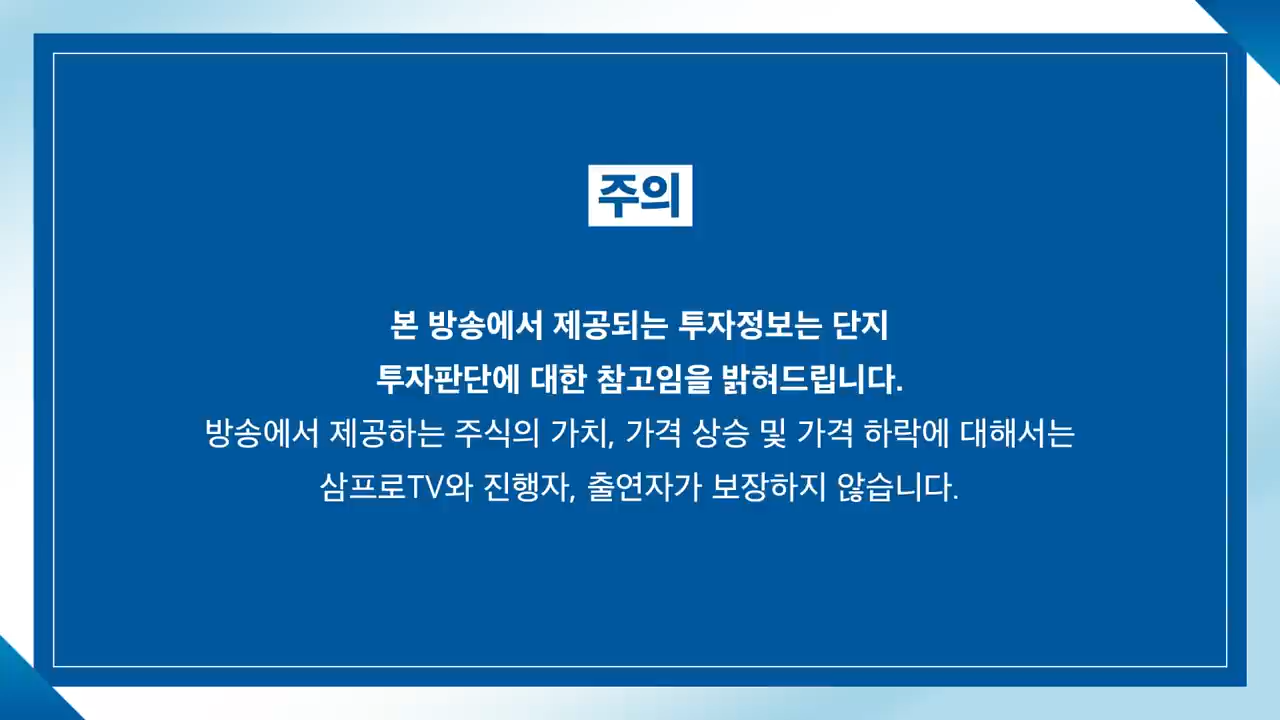 주의
본 방송에서 제공되는 투자정보는 단지
투자판단에 대한 참고임을 밝혀드립니다.
방송에서 제공하는 주식의 가치, 가격 상승 및 가격 하락에 대해서는
삼프로TV와 진행자, 출연자가 보장하지 않습니다.